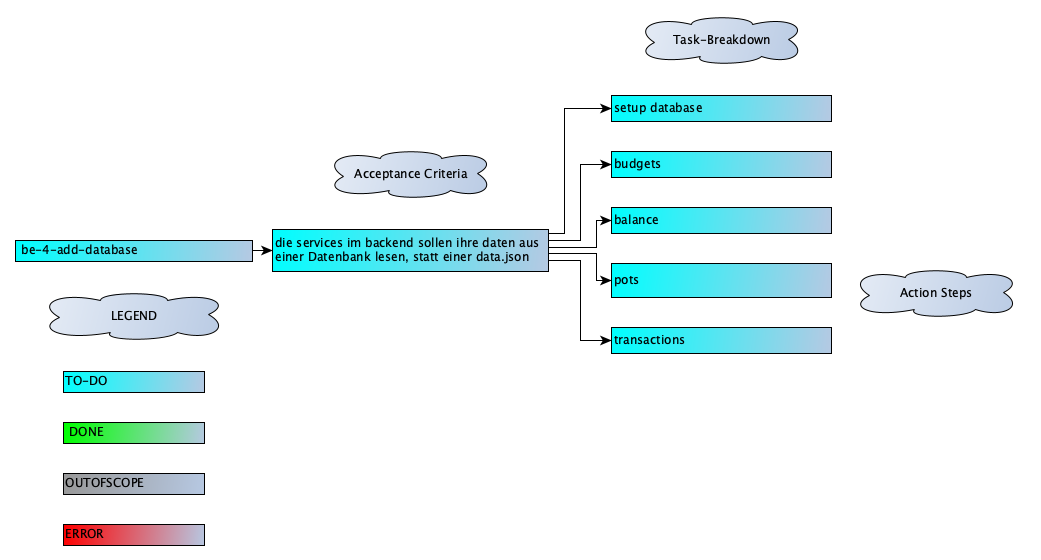 Task-Breakdown
setup database
budgets
Acceptance Criteria
balance
be-4-add-database
die services im backend sollen ihre daten aus
einer Datenbank lesen, statt einer data.json
pots
Action Steps
LEGEND
transactions
TO-DO
DONE
OUTOFSCOPE
ERROR